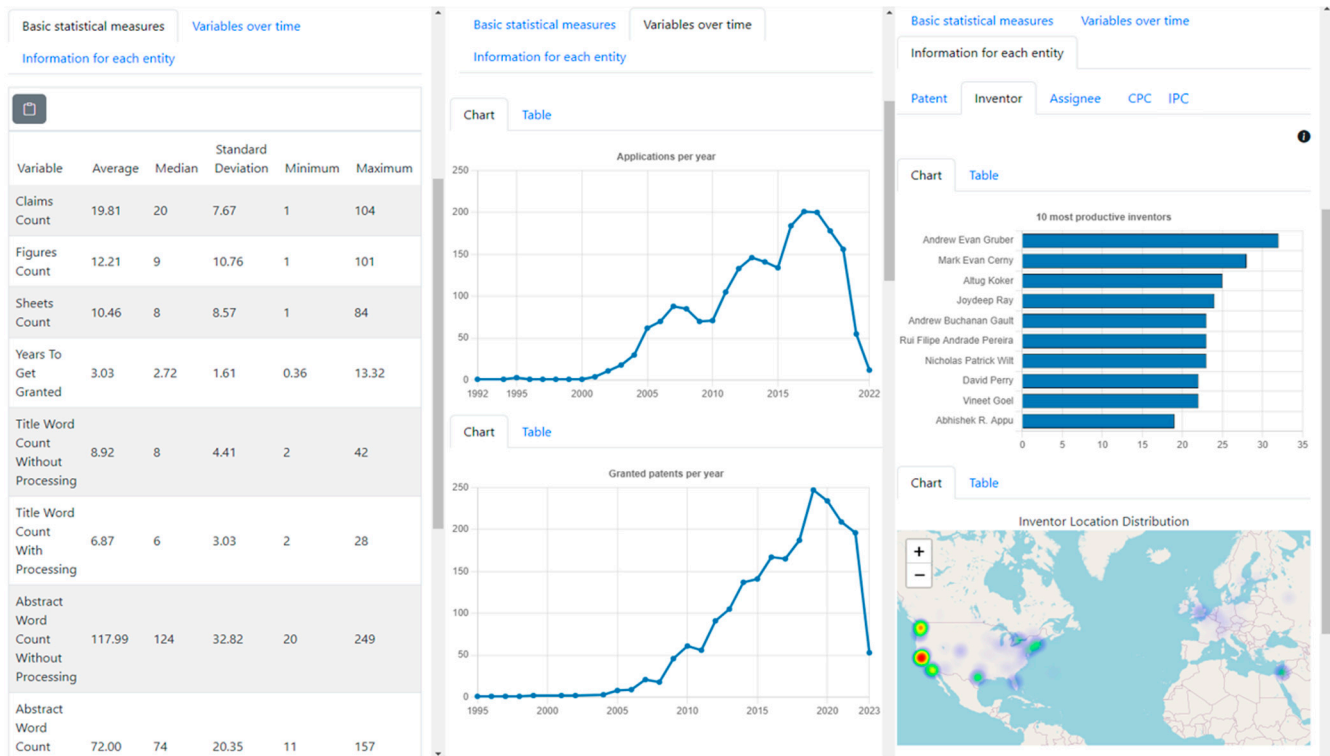 Basic statistical measures
Variables over time
Information for each entity
Variable Average Median Standard Deviation Minimum Maximum
Claims Count 19.81 20 7.67 1 104
Figures Count 12.21 9 10.76 1 101
Sheets Count 10.46 8 8.57 1 84
Years To Get Granted 3.03 2.72 1.61 0.36 13.32
Title Word Count Without Processing 8.92 8 4.41 2 42
Title Word Count With Processing 6.87 6 3.03 2 28
Abstract Word Count Without Processing 117.99 124 32.82 20 249
Abstract Word Count 72.00 74 20.35 11 157
Basic statistical measures
Variables over time
Information for each entity
Chart Table
Applications per year
250
200
150
100
50
0
1992 1995 2000 2005 2010 2015 2022
Chart Table
Granted patents per year
250
200
150
100
50
0
1995 2000 2005 2010 2015 2020 2023
Basic statistical measures
Variables over time
Information for each entity
Patent Inventor Assignee CPC IPC
i
Chart Table
10 most productive inventors
Andrew Evan Gruber
Mark Evan Cerny
Altug Koker
Joydeep Ray
Andrew Buchanan Gault
Rui Filipe Andrade Pereira
Nicholas Patrick Wilt
David Perry
Vineet Goel
Abhishek R. Appu
0 5 10 15 20 25 30 35
Chart Table
Inventor Location Distribution
+
−